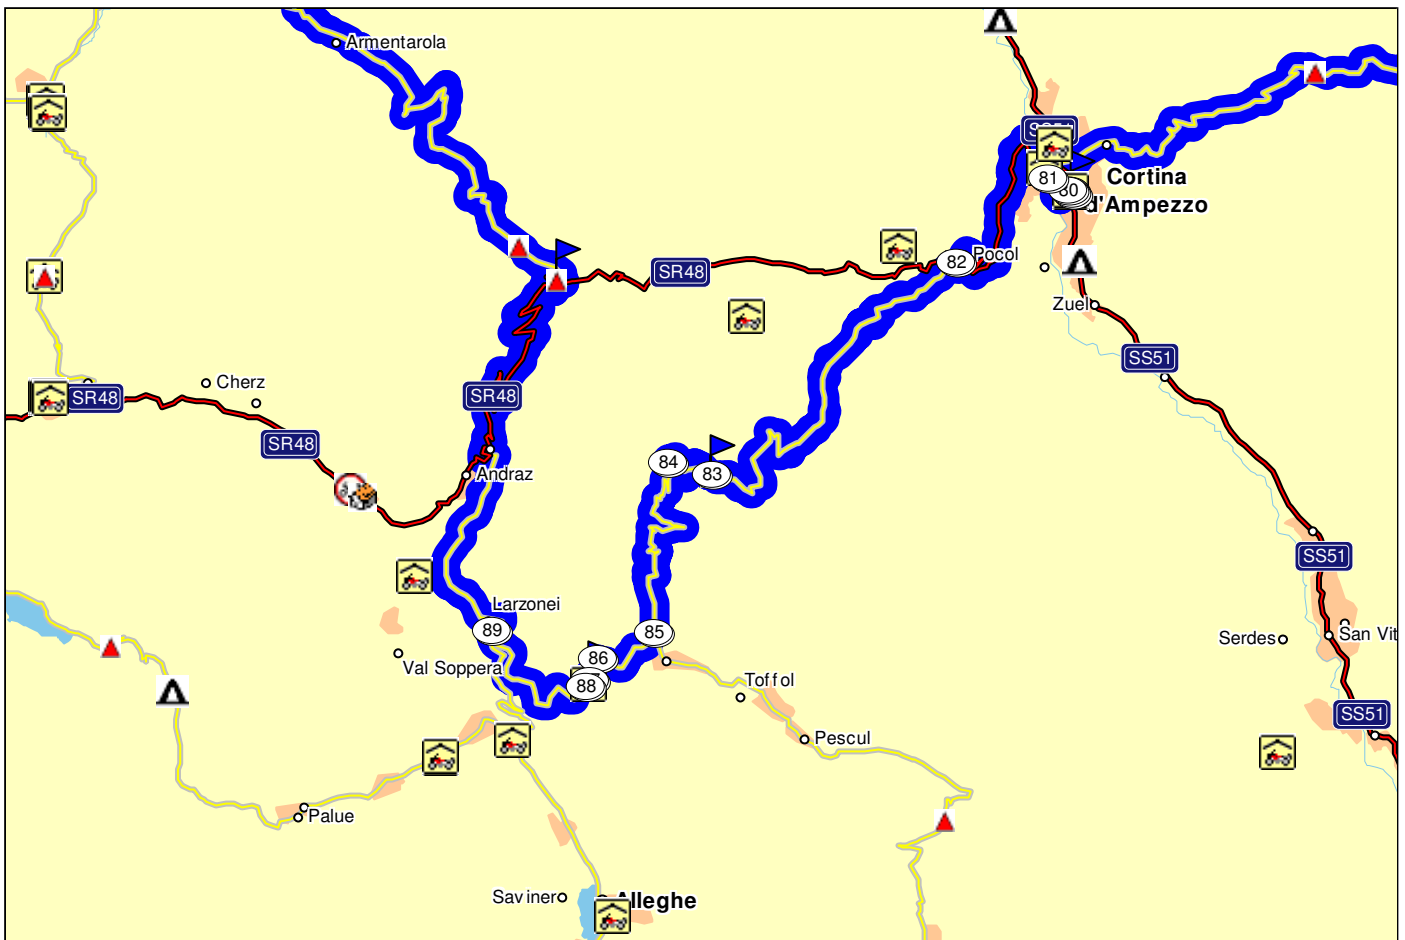 Armentarola
SS51
81
80
Cortina
d'Ampezzo
82
Pocol
SR48
Zuel
SS51
Cherz
SR48
SR48
SR48
84
83
Andraz
SS51
Larzonei
89
85
Serdes
San Vit
86
Val Soppera
88
Toffol
SS51
Pescul
Palue
Saviner
Alleghe